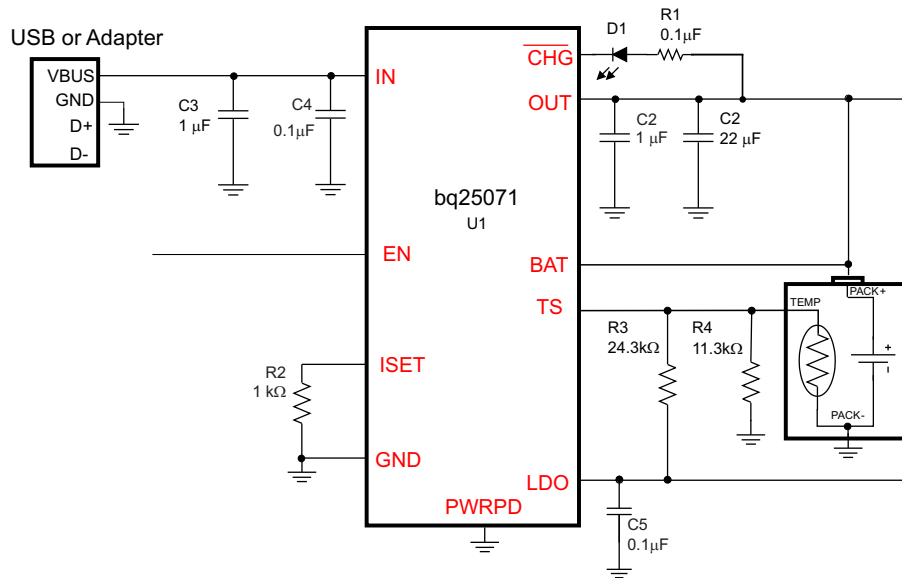 USB or Adapter
VBUS
GND
D+
D-
C3
1 μF
C4
0.1μF
IN
EN
R2
1 kΩ
ISET
GND
PWRPD
bq25071
U1
CHG
OUT
BAT
TS
LDO
D1
R1
0.1μF
C2
1 μF
C2
22 μF
R3
24.3kΩ
R4
11.3kΩ
C5
0.1μF
PACK+
TEMP
+
-
PACK-